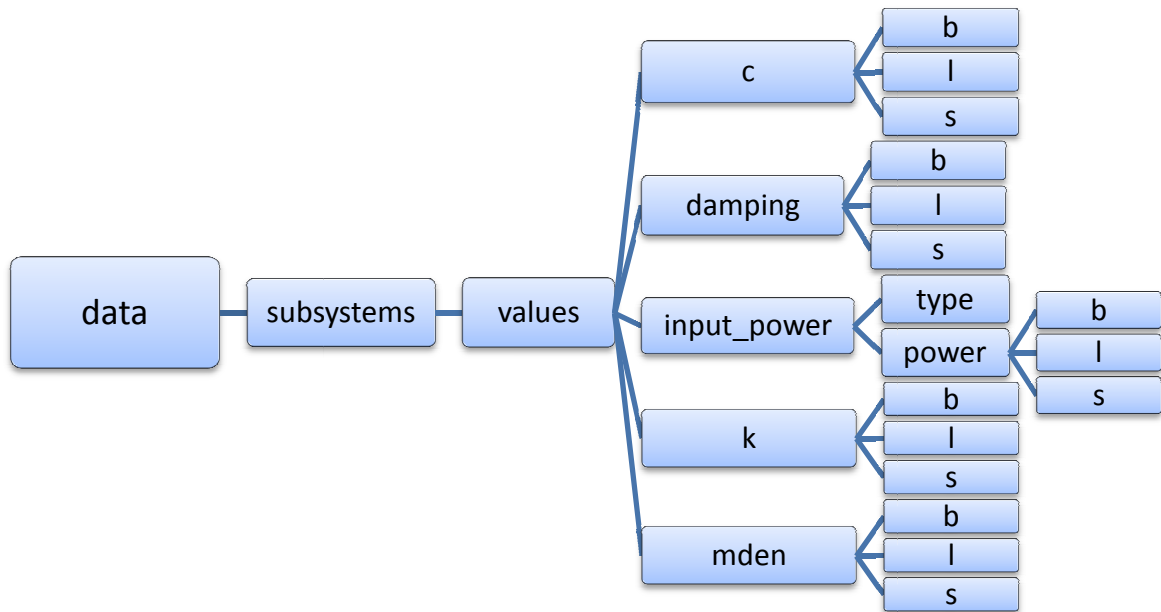 data
subsystems
values
c
b
l
s
damping
b
l
s
input_power
type
power
b
l
s
k
b
l
s
mden
b
l
s